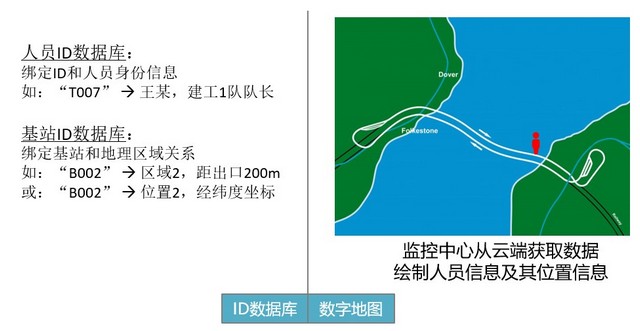 人员ID数据库：
绑定ID和人员身份信息
如：“T007” → 王某，建工1队队长
基站ID数据库：
绑定基站和地理区域关系
如：“B002” → 区域2，距出口200m
或：“B002” → 位置2，经纬度坐标
Dover
Folkestone
Railway
监控中心从云端获取数据
绘制人员信息及其位置信息
ID数据库
数字地图